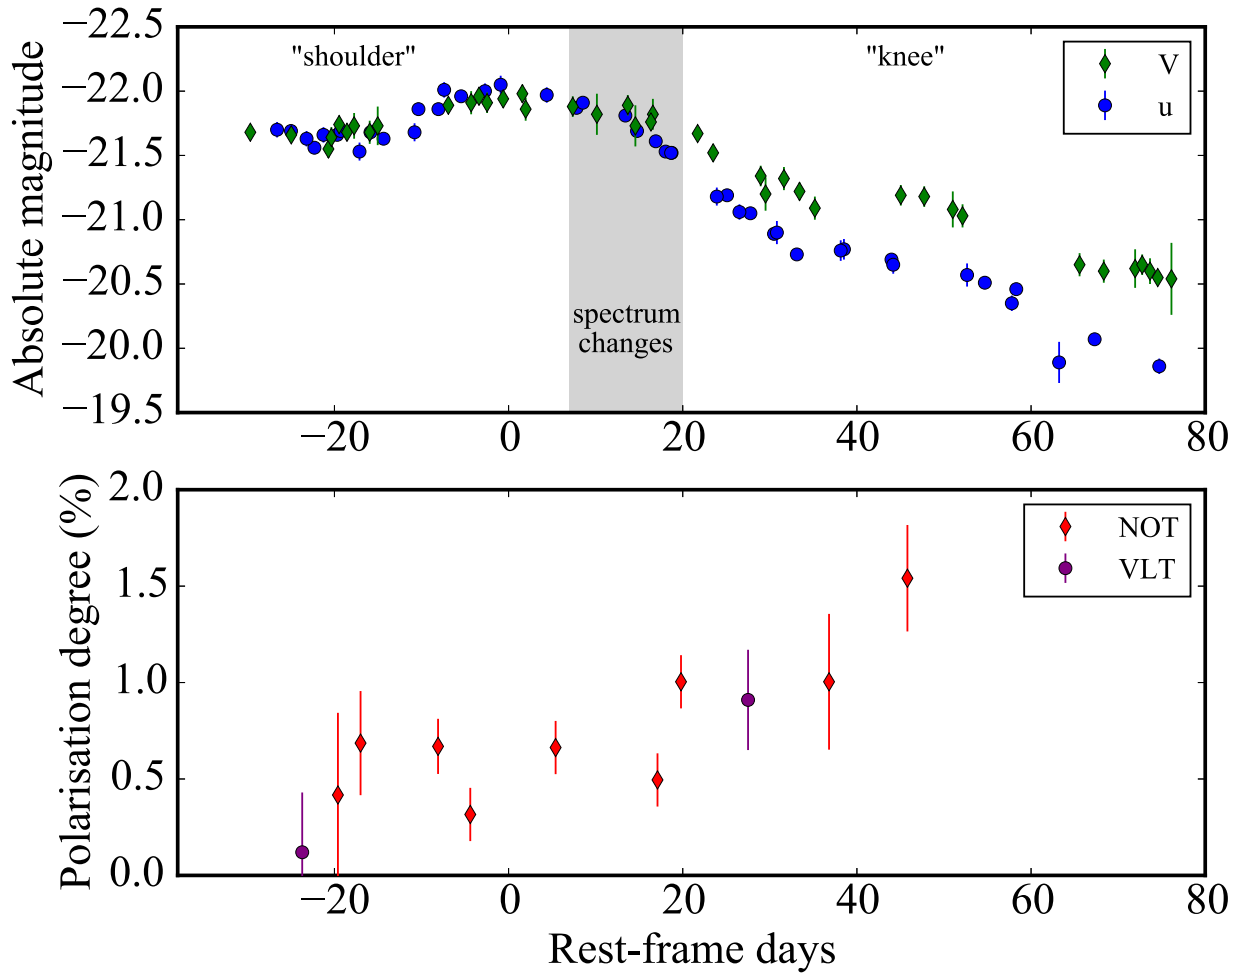 −22.5
−22.0
−21.5
−21.0
−20.5
−20.0
−19.5
Absolute magnitude
"shoulder"
"knee"
V
u
spectrum
changes
−20 0 20 40 60 80
2.0
1.5
1.0
0.5
0.0
Polarisation degree (%)
NOT
VLT
−20 0 20 40 60 80
Rest-frame days